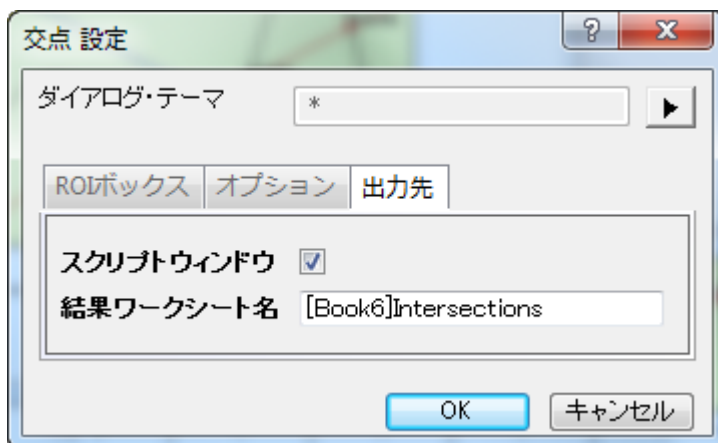 交点 設定
ダイアログ・テーマ *
ROIボックス オプション 出力先
スクリプトウィンドウ
結果ワークシート名 [Book6]Intersections
OK キャンセル